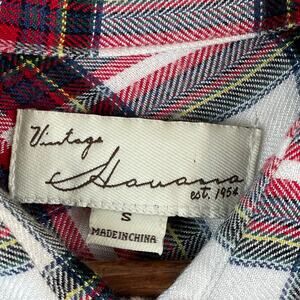 Vintage
Havana
est. 1954
S
MADE IN CHINA